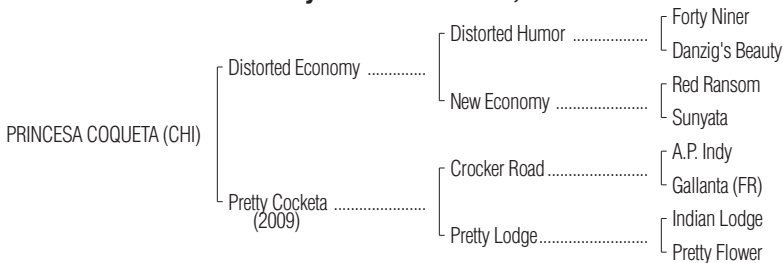 Forty Niner
Distorted Humor ..................
Danzig's Beauty
Distorted Economy .............
Red Ransom
New Economy ......................
Sunyata
PRINCESA COQUETA (CHI)
A.P. Indy
Crocker Road ........................
Gallanta (FR)
Pretty Cocketa ......................
(2009)
Indian Lodge
Pretty Lodge..........................
Pretty Flower